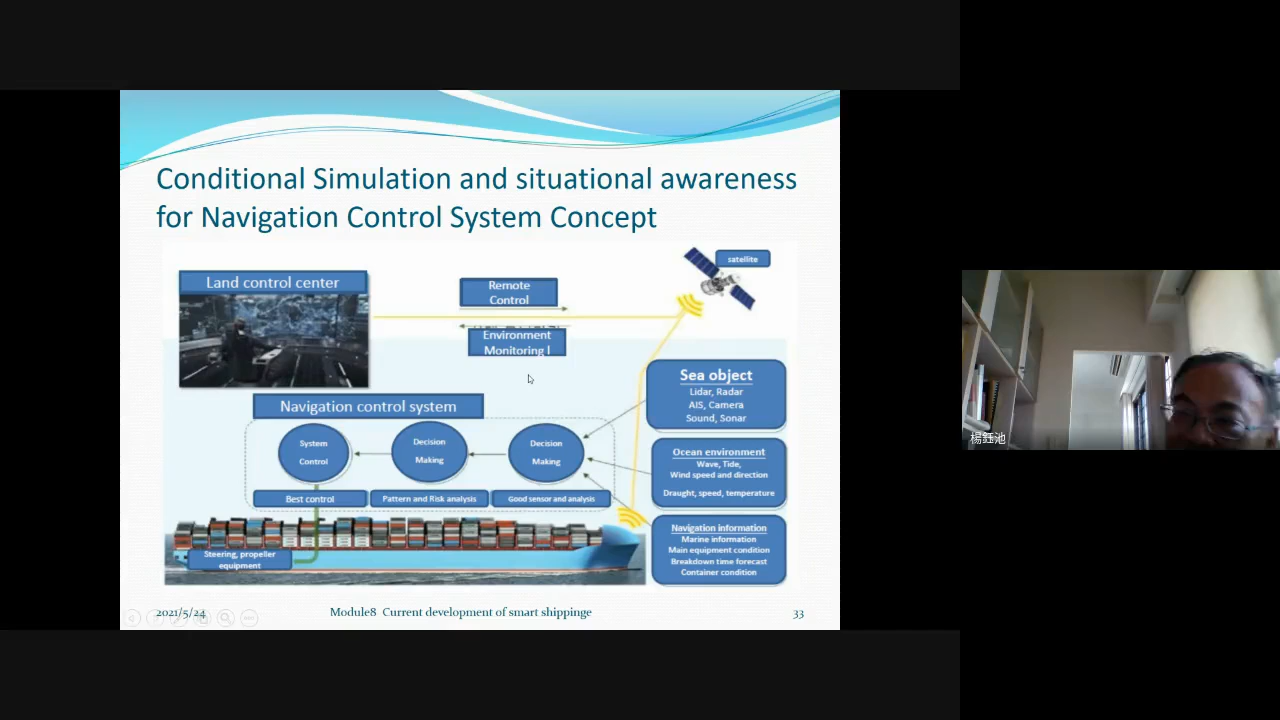 Conditional Simulation and situational awareness
for Navigation Control System Concept
satellite
Land control center
Remote
Control
Environment
Monitoring l
Sea object
Lidar, Radar
AIS, Camera
Sound, Sonar
Navigation control system
System
Control
Decision
Making
Decision
Making
Ocean environment
Wave, Tide,
Wind speed and direction
Draught, speed, temperature
Best control
Pattern and Risk analysis
Good sensor and analysis
Navigation information
Marine information
Main equipment condition
Breakdown time forecast
Container condition
Steering, propeller
equipment
2021/5/24
Module8 Current development of smart shippinge
33
楊鈺池